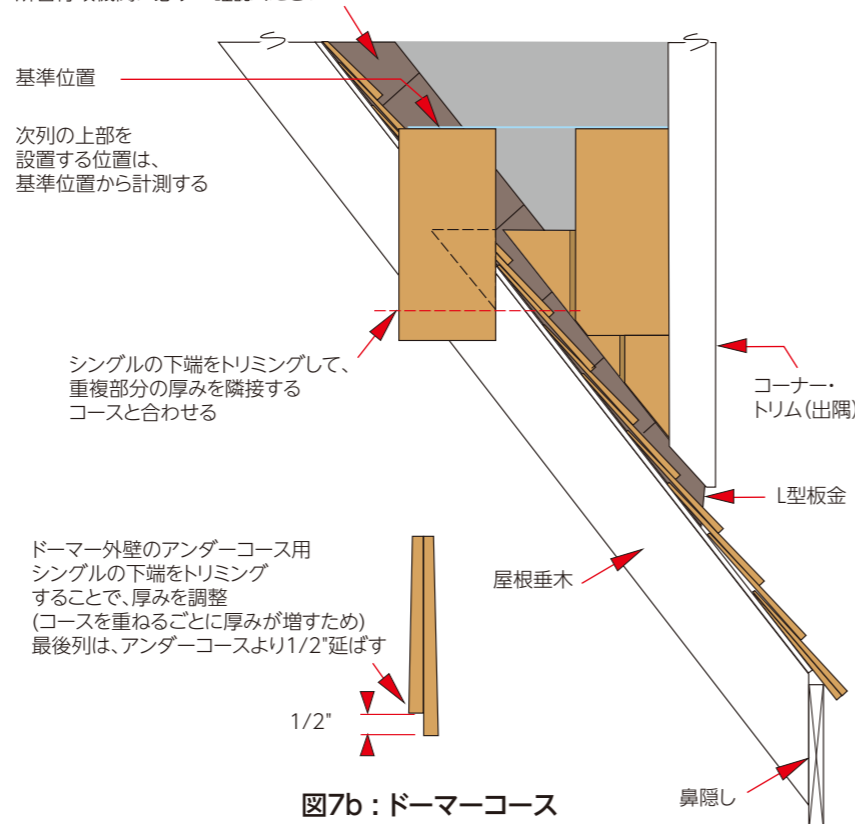 基準位置
次列の上部を
設置する位置は、
基準位置から計測する
シングルの下端をトリミングして、
重複部分の厚みを隣接する
コースと合わせる
コーナー・
トリム(出隅)
L型板金
屋根垂木
ドーマー外壁のアンダーコース用
シングルの下端をトリミング
することで、厚みを調整
(コースを重ねるごとに厚みが増すため)
最後列は、アンダーコースより1/2"延ばす
1/2"
鼻隠し
図7b：ドーマーコース